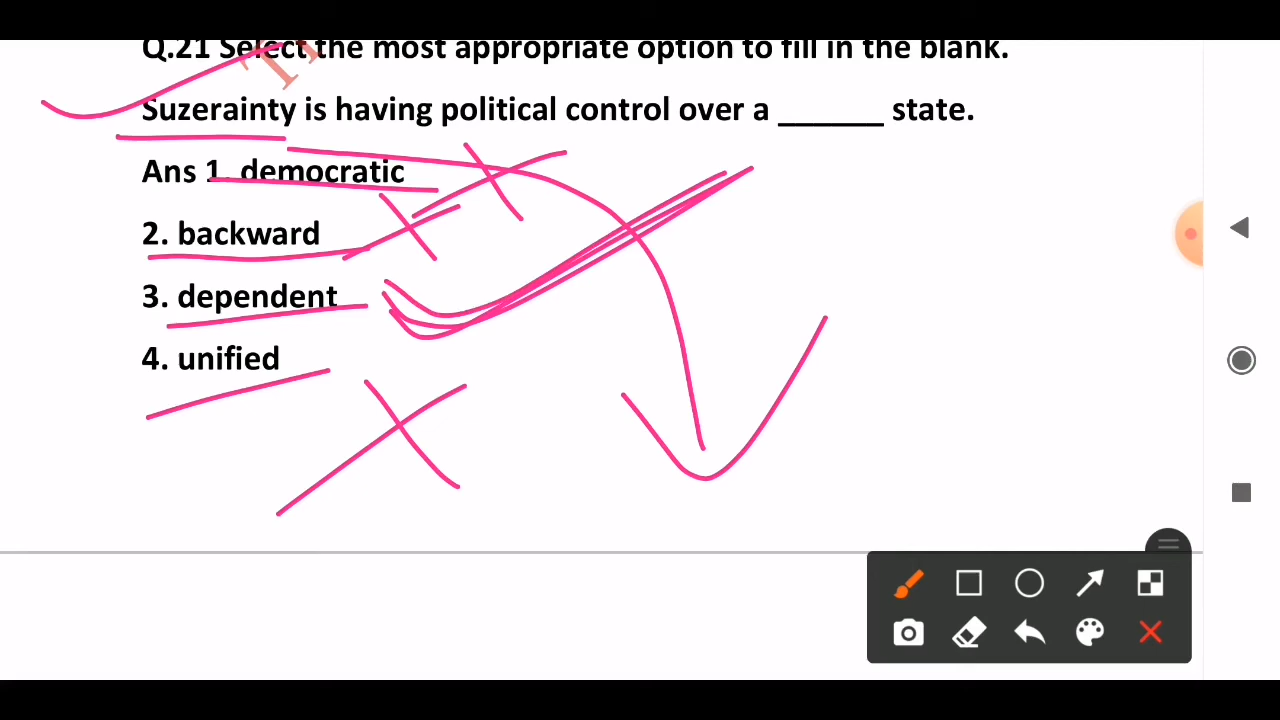 Q.21 Select the most appropriate option to fill in the blank.
Suzerainty is having political control over a ______ state.
Ans 1. democratic
2. backward
3. dependent
4. unified